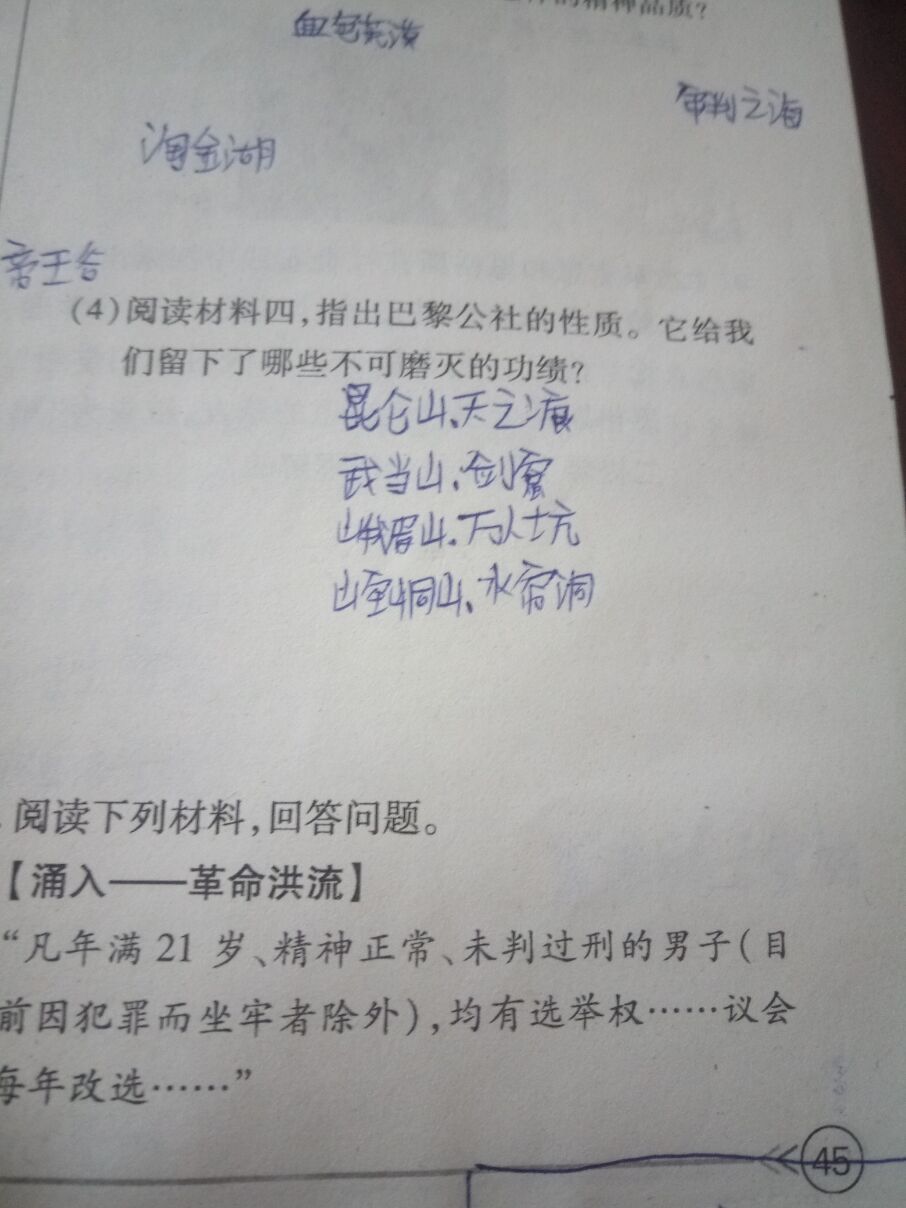 的精神品质?
血色荒漠
审判之海
淘金湖
帝王谷
(4)阅读材料四,指出巴黎公社的性质。它给我
们留下了哪些不可磨灭的功绩?
昆仑山、天之痕
武当山、剑窟
峨眉山、万人坑
崆峒山、水帘洞
阅读下列材料,回答问题。
【涌入——革命洪流】
“凡年满 21 岁、精神正常、未判过刑的男子(目
前因犯罪而坐牢者除外),均有选举权……议会
每年改选……”
45